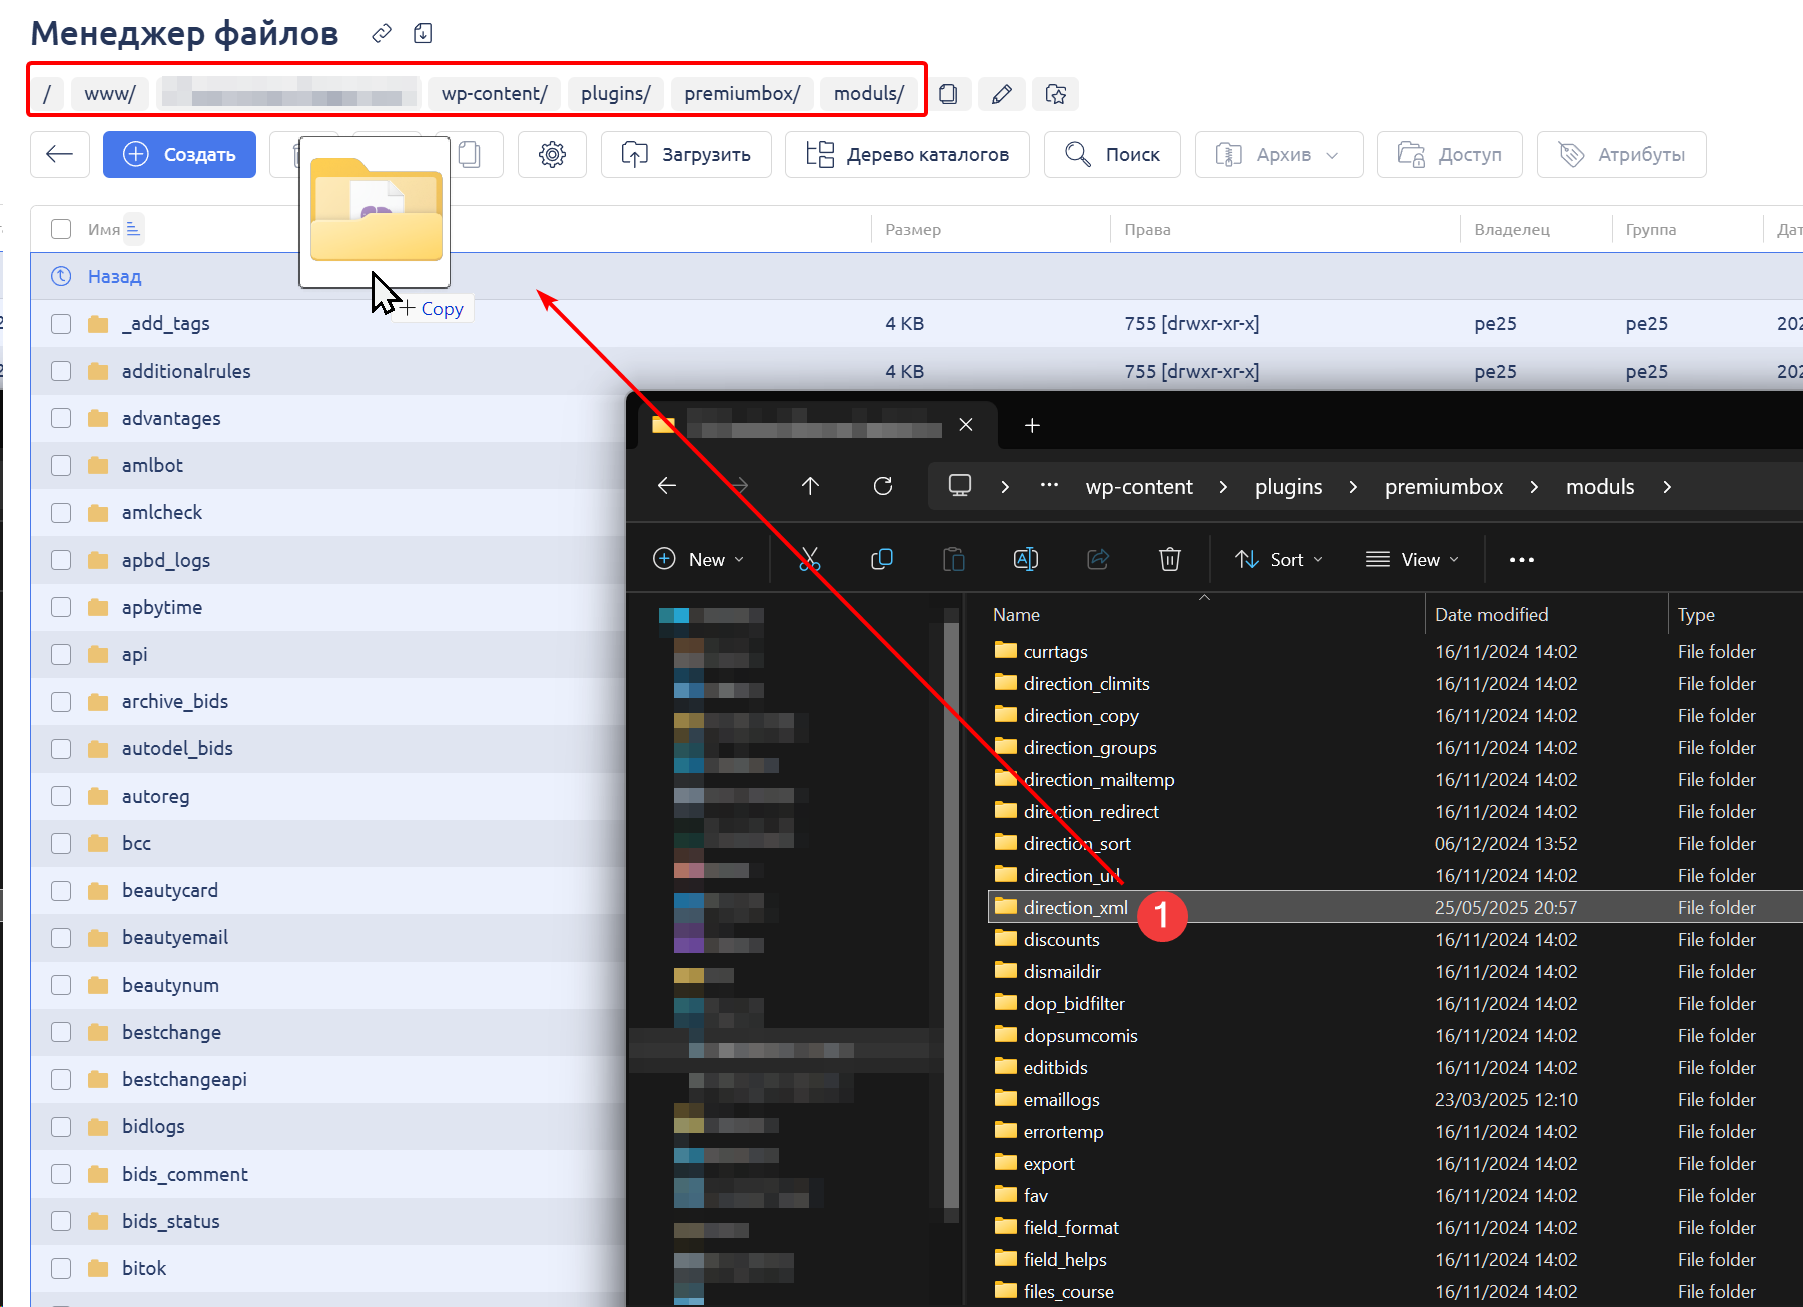 Менеджер файлов
/ www/ wp-content/ plugins/ premiumbox/ moduls/
Создать Загрузить Дерево каталогов Поиск Архив Доступ Атрибуты
Имя Размер Права Владелец Группа Дат
Назад
+ Copy
_add_tags 4 KB 755 [drwxr-xr-x] pe25 pe25 202
additionalrules 4 KB 755 [drwxr-xr-x] pe25 pe25 202
advantages
amlbot
amlcheck
apbd_logs
apbytime
api
archive_bids
autodel_bids
autoreg
bcc
beautycard
beautyemail
beautynum
bestchange
bestchangeapi
bidlogs
bids_comment
bids_status
bitok
wp-content plugins premiumbox moduls
New Sort View
Name Date modified Type
currtags 16/11/2024 14:02 File folder
direction_climits 16/11/2024 14:02 File folder
direction_copy 16/11/2024 14:02 File folder
direction_groups 16/11/2024 14:02 File folder
direction_mailtemp 16/11/2024 14:02 File folder
direction_redirect 16/11/2024 14:02 File folder
direction_sort 06/12/2024 13:52 File folder
direction_url 16/11/2024 14:02 File folder
direction_xml 1 25/05/2025 20:57 File folder
discounts 16/11/2024 14:02 File folder
dismaildir 16/11/2024 14:02 File folder
dop_bidfilter 16/11/2024 14:02 File folder
dopsumcomis 16/11/2024 14:02 File folder
editbids 16/11/2024 14:02 File folder
emaillogs 23/03/2025 12:10 File folder
errortemp 16/11/2024 14:02 File folder
export 16/11/2024 14:02 File folder
fav 16/11/2024 14:02 File folder
field_format 16/11/2024 14:02 File folder
field_helps 16/11/2024 14:02 File folder
files_course 16/11/2024 14:02 File folder